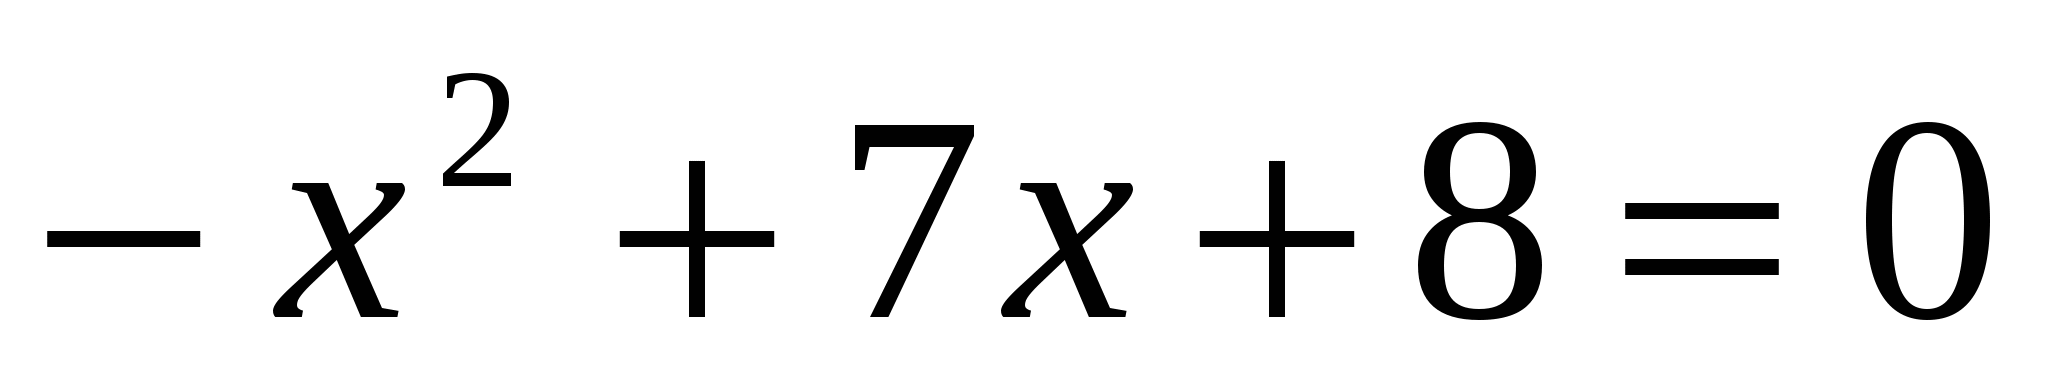 −x² + 7x + 8 = 0